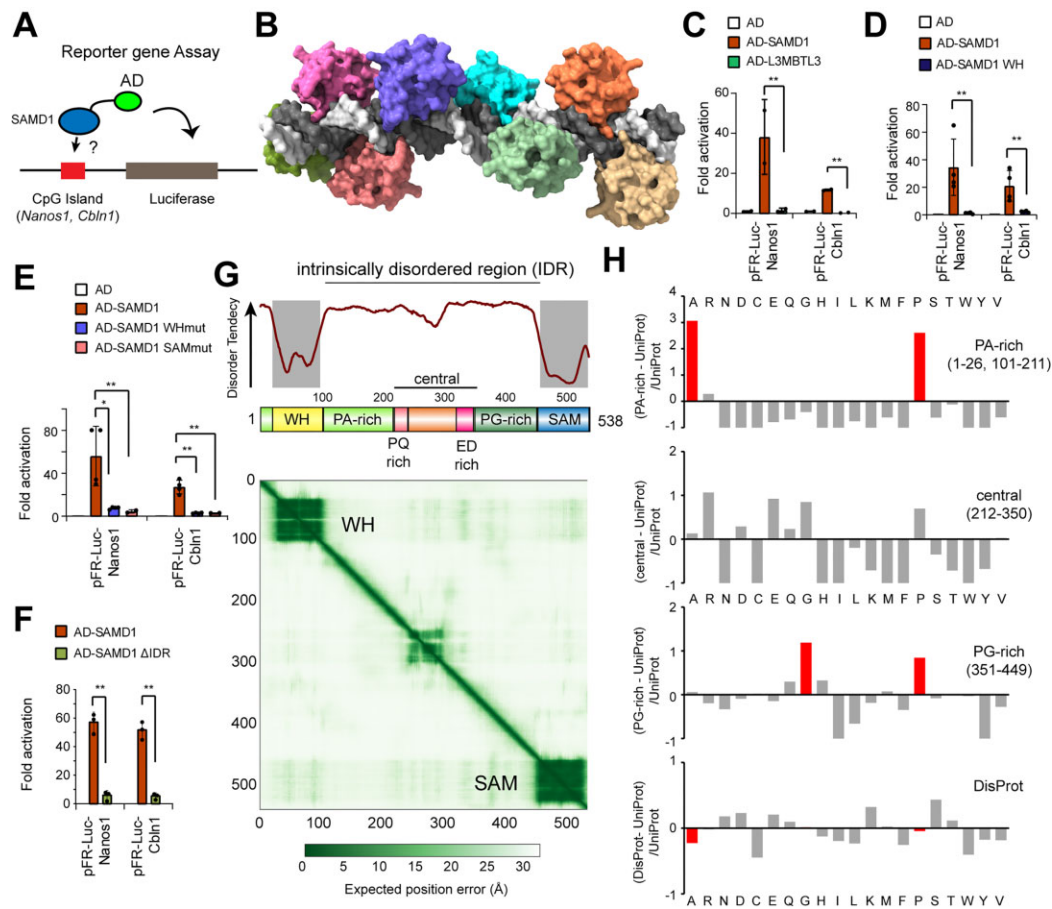 A
Reporter gene Assay
AD
SAMD1
?
CpG Island
(Nanos1, Cbln1)
Luciferase
B
C
AD
AD-SAMD1
AD-L3MBTL3
Fold activation
60
40
20
0
**
**
pFR-Luc-
Nanos1
pFR-Luc-
Cbln1
D
AD
AD-SAMD1
AD-SAMD1 WH
Fold activation
80
60
40
20
0
**
**
pFR-Luc-
Nanos1
pFR-Luc-
Cbln1
E
AD
AD-SAMD1
AD-SAMD1 WHmut
AD-SAMD1 SAMmut
Fold activation
100
80
60
40
20
0
**
*
**
**
pFR-Luc-
Nanos1
pFR-Luc-
Cbln1
F
AD-SAMD1
AD-SAMD1 ΔIDR
Fold activation
80
60
40
20
0
**
**
pFR-Luc-
Nanos1
pFR-Luc-
Cbln1
G
intrinsically disordered region (IDR)
Disorder Tendecy
central
100 200 300 400 500
1 WH PA-rich PG-rich SAM 538
PQ
rich
ED
rich
0
100
200
300
400
500
WH
SAM
0 100 200 300 400 500
0 5 10 15 20 25 30
Expected position error (Å)
H
A R N D C E Q G H I L K M F P S T W Y V
(PA-rich - UniProt)
/UniProt
4
3
2
1
0
-1
PA-rich
(1-26, 101-211)
(central - UniProt)
/UniProt
2
1
0
-1
central
(212-350)
A R N D C E Q G H I L K M F P S T W Y V
(PG-rich - UniProt)
/UniProt
2
1
0
-1
PG-rich
(351-449)
(DisProt- UniProt)
/UniProt
1
0
-1
DisProt
A R N D C E Q G H I L K M F P S T W Y V